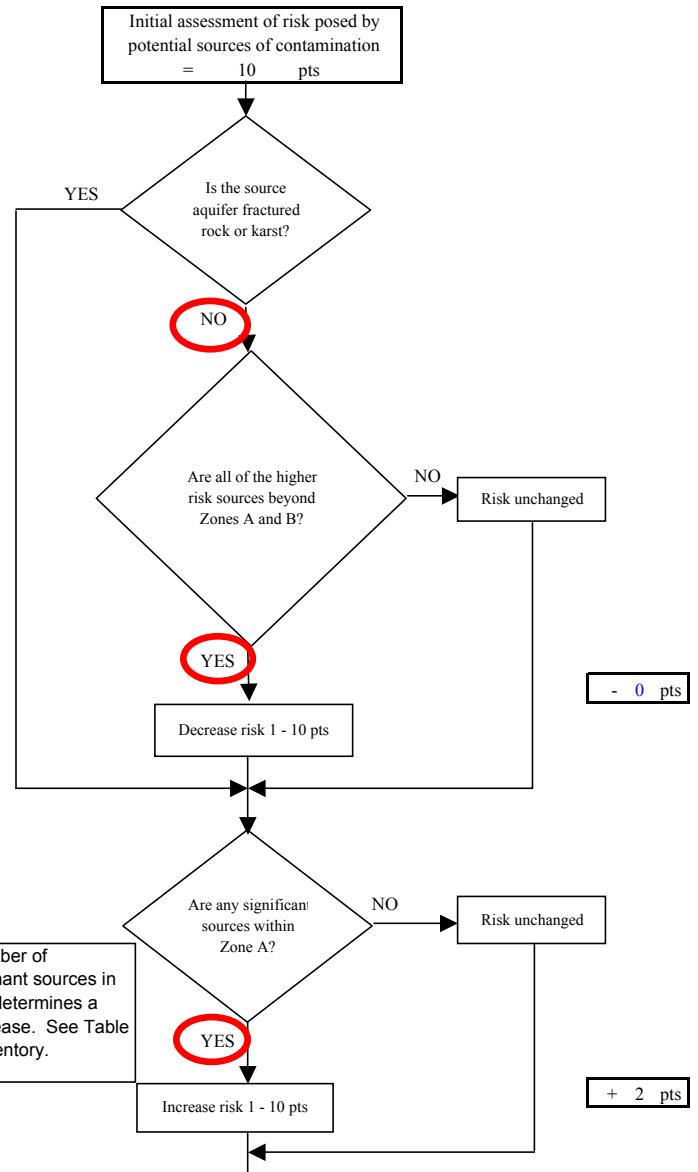 Initial assessment of risk posed by
potential sources of contamination
= 10 pts
YES
Is the source
aquifer fractured
rock or karst?
NO
Are all of the higher
risk sources beyond
Zones A and B?
NO
Risk unchanged
YES
- 0 pts
Decrease risk 1 - 10 pts
Are any significant
sources within
Zone A?
NO
Risk unchanged
ber of
nant sources in
determines a
ease. See Table
entory.
YES
Increase risk 1 - 10 pts
+ 2 pts